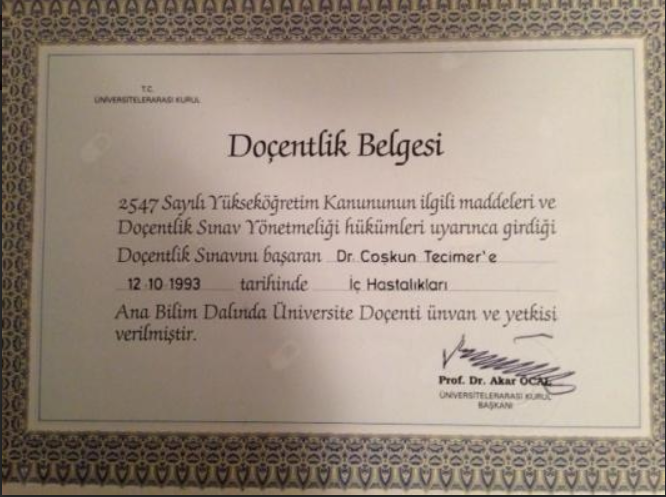 T.C.
ÜNİVERSİTELERARASI KURUL
Doçentlik Belgesi
2547 Sayılı Yükseköğretim Kanununun ilgili maddeleri ve
Doçentlik Sınav Yönetmeliği hükümleri uyarınca girdiği
Doçentlik Sınavını başaran Dr. Coşkun Tecimer'e
12 10 1993 tarihinde İç Hastalıkları
Ana Bilim Dalında Üniversite Doçenti ünvan ve yetkisi
verilmiştir.
Prof. Dr. Akar ÖCAL
ÜNİVERSİTELERARASI KURUL
BAŞKANI